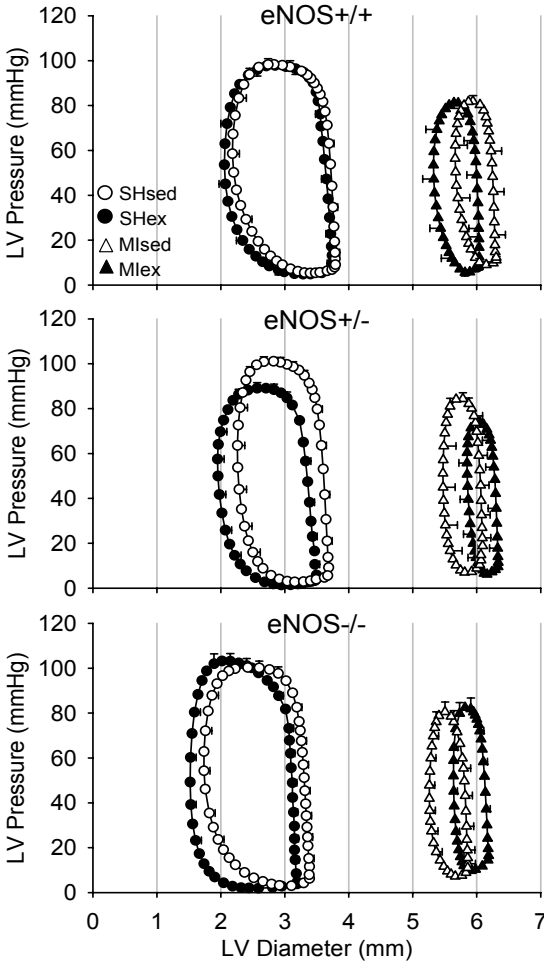 eNOS+/+
120
100
80
60
40
20
0
LV Pressure (mmHg)
SHsed
SHex
MIsed
MIex
eNOS+/-
120
100
80
60
40
20
0
LV Pressure (mmHg)
eNOS-/-
120
100
80
60
40
20
0
LV Pressure (mmHg)
0 1 2 3 4 5 6 7
LV Diameter (mm)